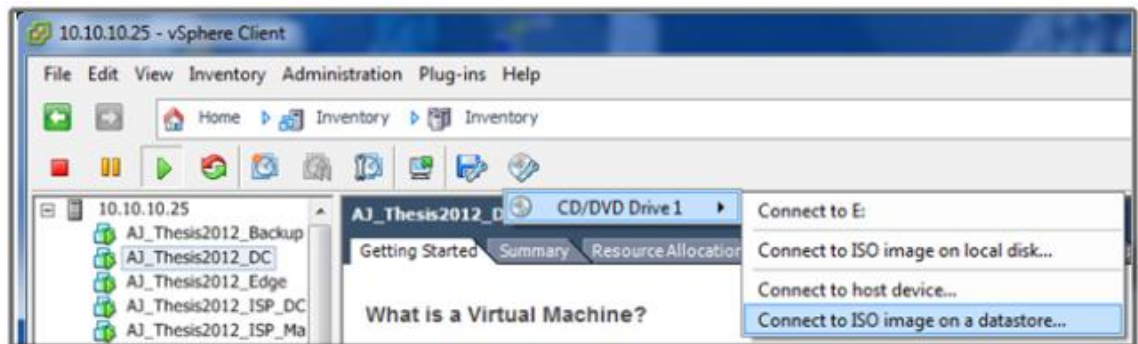 10.10.10.25 - vSphere Client
File Edit View Inventory Administration Plug-ins Help
Home Inventory Inventory
10.10.10.25
AJ_Thesis2012_Backup
AJ_Thesis2012_DC
AJ_Thesis2012_Edge
AJ_Thesis2012_ISP_DC
AJ_Thesis2012_ISP_Ma
AJ_Thesis2012_D
CD/DVD Drive 1
Connect to E:
Connect to ISO image on local disk...
Connect to host device...
Connect to ISO image on a datastore...
Getting Started Summary Resource Allocation
What is a Virtual Machine?